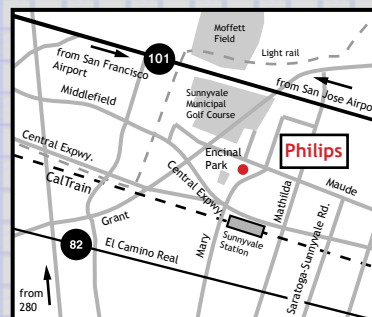 Moffett
Field
Light rail
from San Francisco
Airport
101
from San Jose Airpo
Middlefield
Sunnyvale
Municipal
Golf Course
Central Expwy.
Encinal
Park
Philips
CalTrain
Central Expwy.
Maude
Mathilda
Grant
Mary
Sunnyvale
Station
Saratoga-Sunnyvale Rd.
82
El Camino Real
from
280